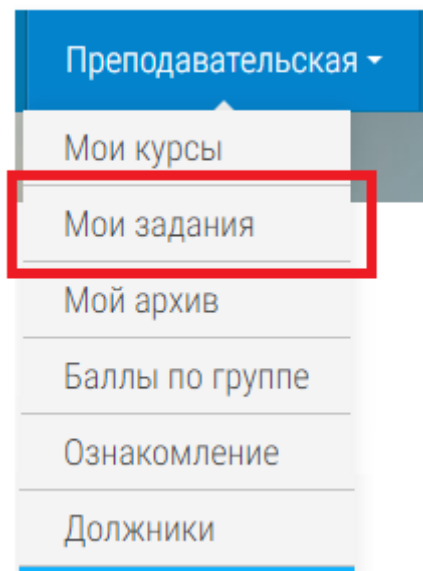 Преподавательская
Мои курсы
Мои задания
Мой архив
Баллы по группе
Ознакомление
Должники